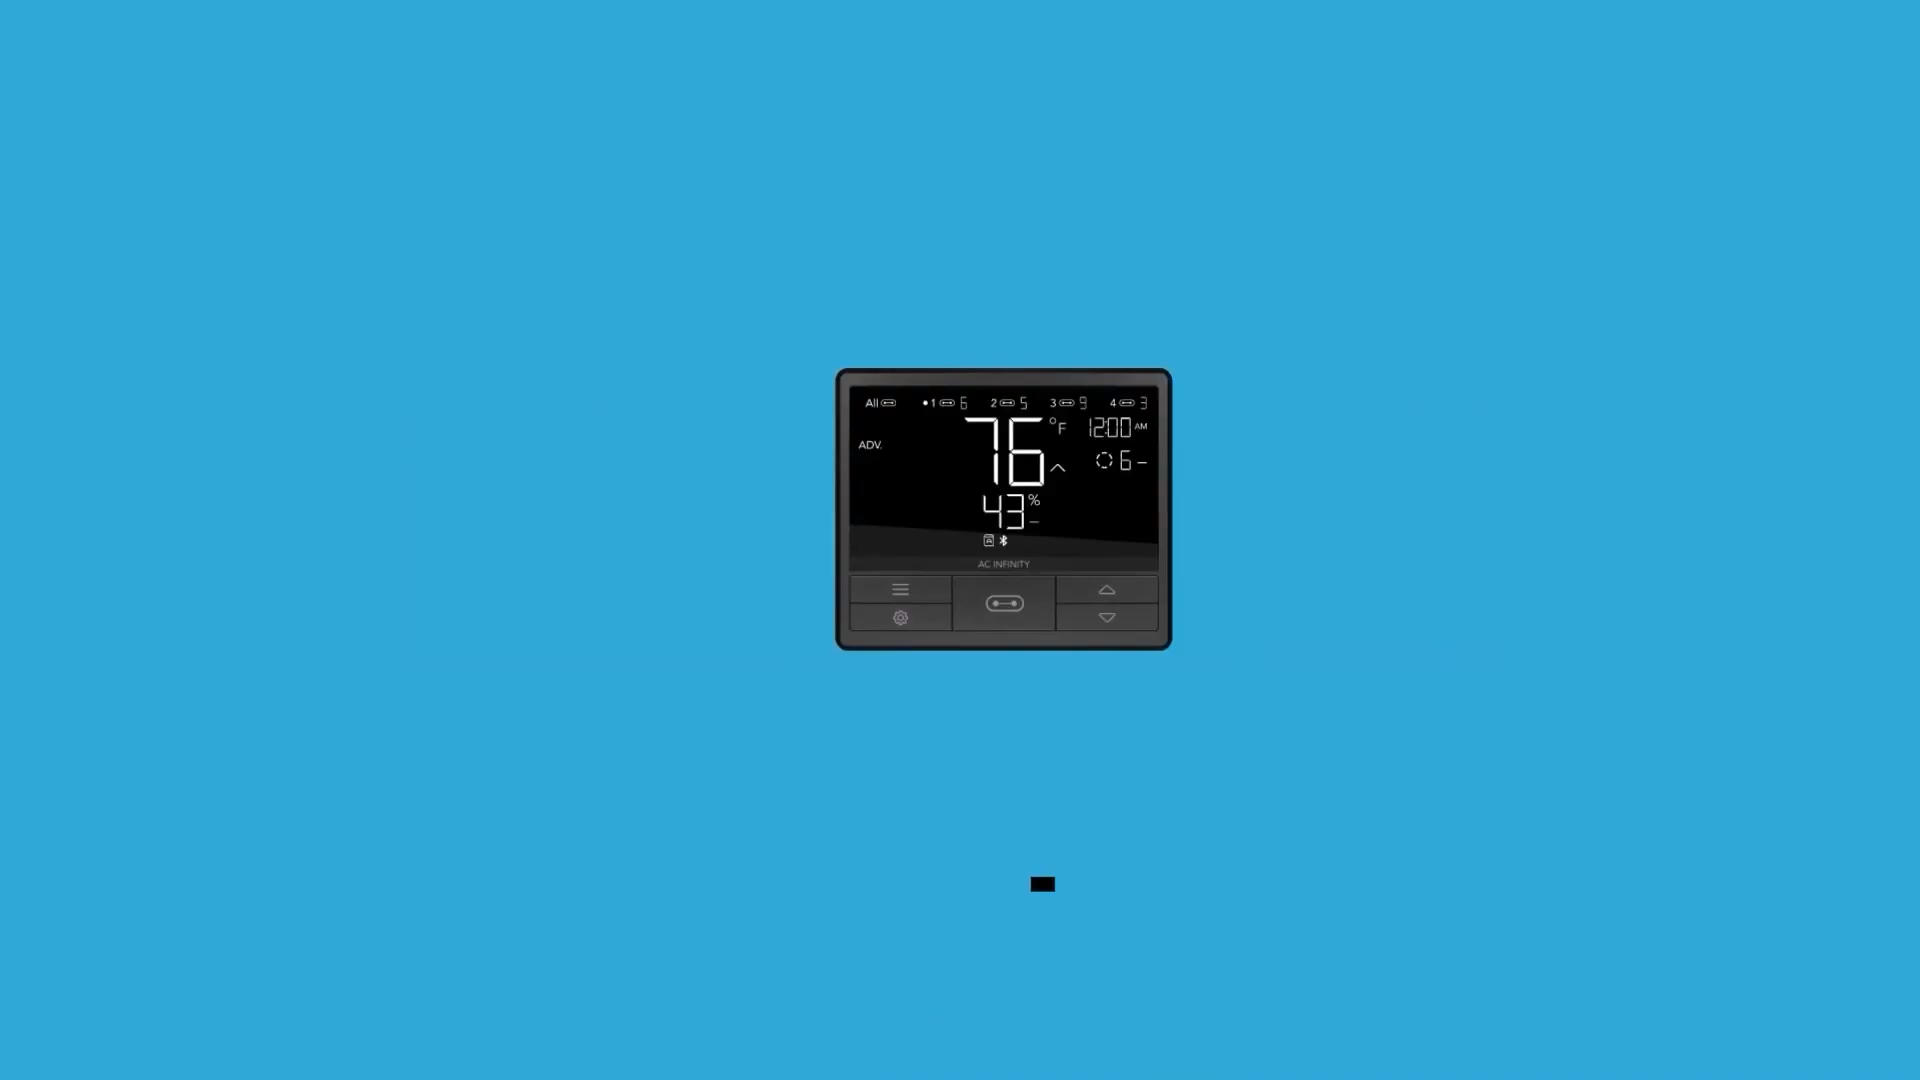 All 1 6 2 5 3 9 4 3
76 °F 12:00 AM
ADV.
6 –
43 %
AC INFINITY